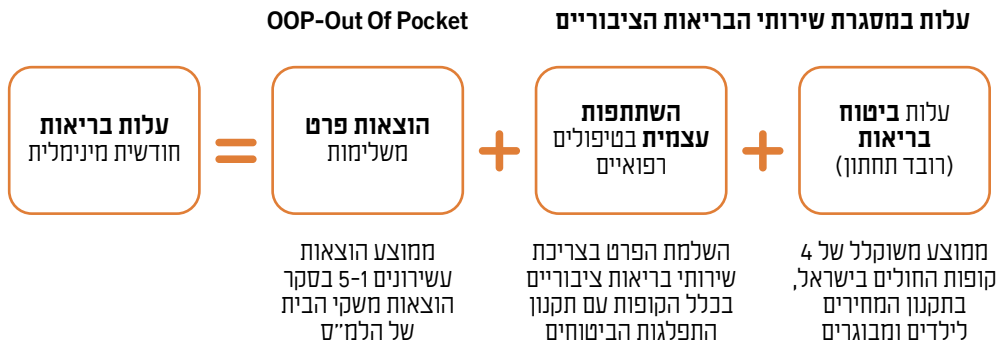 עלות במסגרת שירותי הבריאות הציבוריים
OOP-Out Of Pocket
עלות ביטוח
בריאות
(רובד תחתון)
+
השתתפות
עצמית בטיפולים
רפואיים
+
הוצאות פרט
משלימות
=
עלות בריאות
חודשית מינימלית
ממוצע משוקלל של 4
קופות החולים בישראל,
בתקנון המחירים
לילדים ומבוגרים
השלמת הפרט בצריכת
שירותי בריאות ציבוריים
בכלל הקופות עם תקנון
התפלגות הביטוחים
ממוצע הוצאות
עשירונים 5-1 בסקר
הוצאות משקי הבית
של הלמ״ס